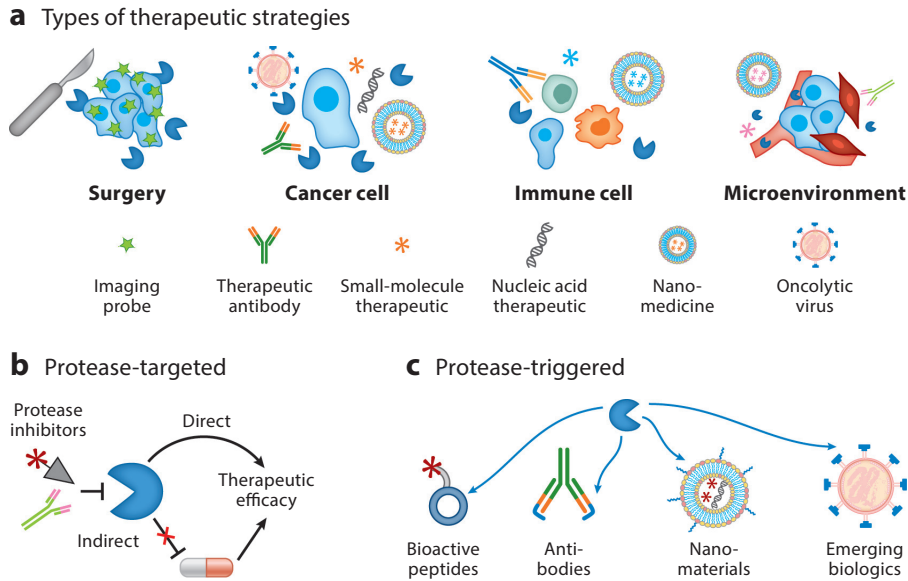 a Types of therapeutic strategies
Surgery
Cancer cell
Immune cell
Microenvironment
Imaging
probe
Therapeutic
antibody
Small-molecule
therapeutic
Nucleic acid
therapeutic
Nano-
medicine
Oncolytic
virus
b Protease-targeted
Protease
inhibitors
Direct
Therapeutic
efficacy
Indirect
c Protease-triggered
Bioactive
peptides
Anti-
bodies
Nano-
materials
Emerging
biologics